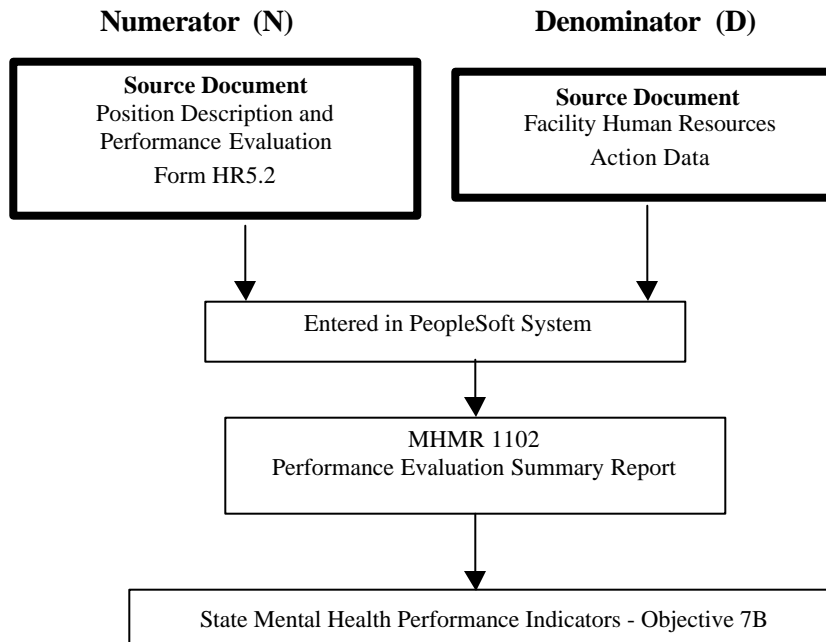 Numerator (N)
Denominator (D)
Source Document
Position Description and
Performance Evaluation
Form HR5.2
Source Document
Facility Human Resources
Action Data
Entered in PeopleSoft System
MHMR 1102
Performance Evaluation Summary Report
State Mental Health Performance Indicators - Objective 7B